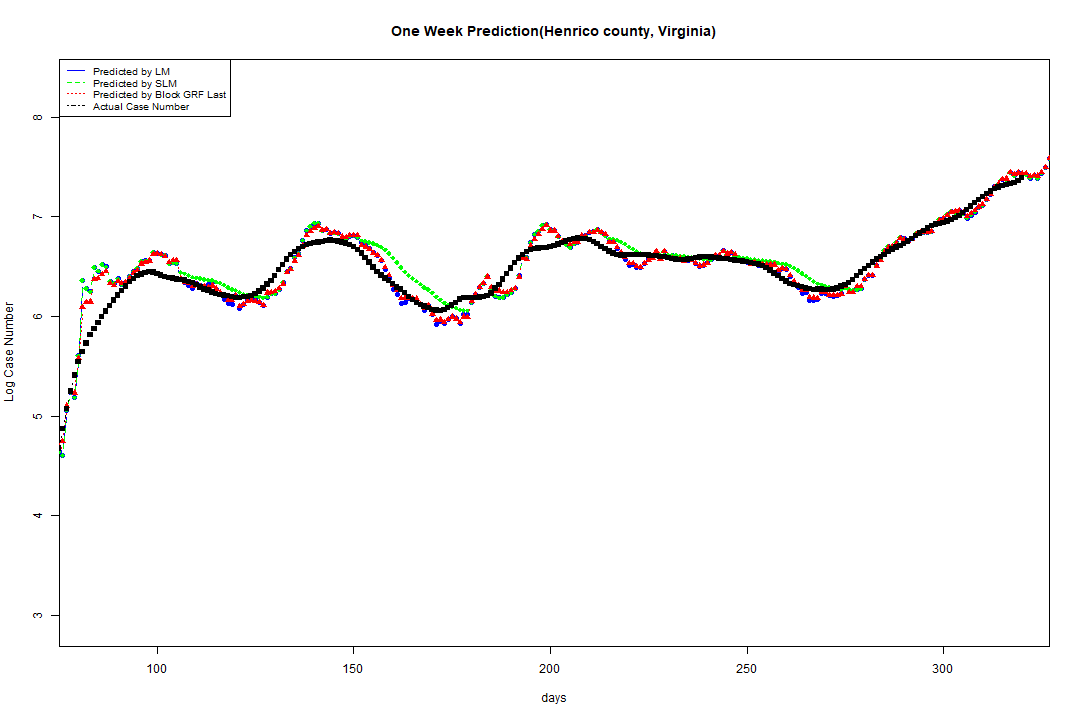 One Week Prediction(Henrico county, Virginia)
Predicted by LM
Predicted by SLM
Predicted by Block GRF Last
Actual Case Number
8
7
6
5
4
3
Log Case Number
100 150 200 250 300
days